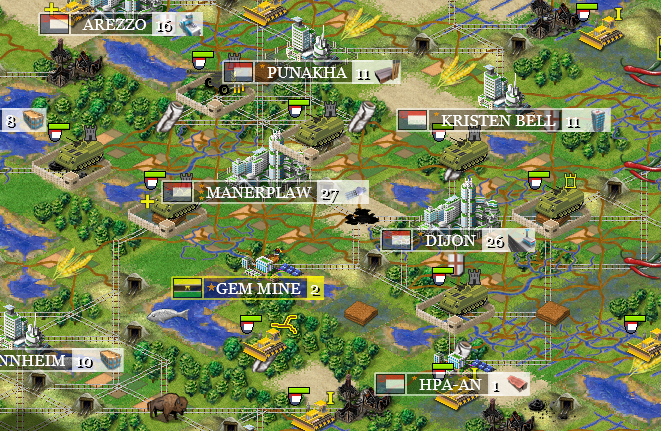 AREZZO 16
I
PUNAKHA 11
8
KRISTEN BELL 11
MANERPLAW 27
DIJON 26
GEM MINE 2
NNHEIM 10
HPA-AN 1
I
I